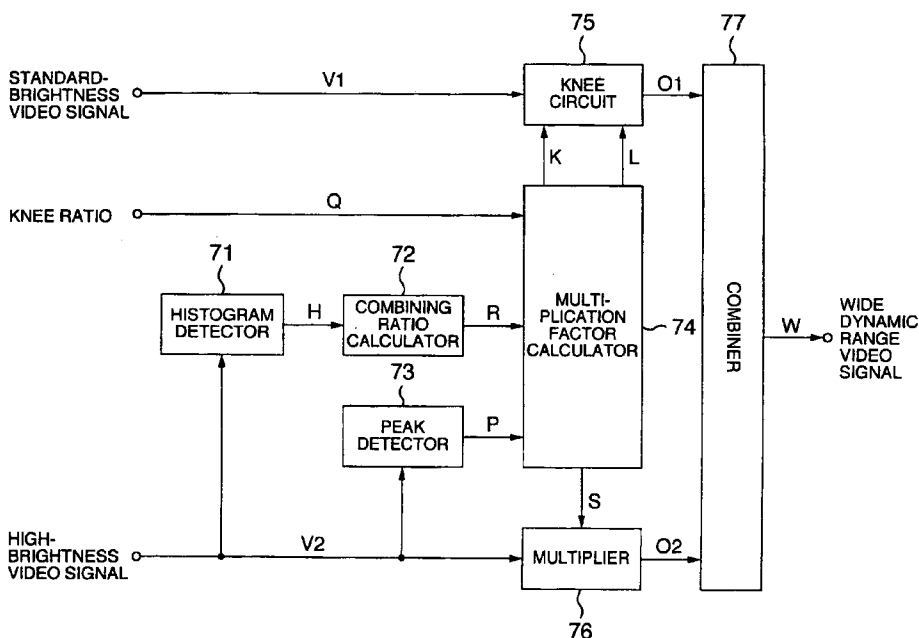 75
77
STANDARD-
BRIGHTNESS
VIDEO SIGNAL
V1
KNEE
CIRCUIT
O1
K
L
KNEE RATIO
Q
71
HISTOGRAM
DETECTOR
H
72
COMBINING
RATIO
CALCULATOR
R
MULTI-
PLICATION
FACTOR
CALCULATOR
74
COMBINER
W
WIDE
DYNAMIC
RANGE
VIDEO
SIGNAL
73
PEAK
DETECTOR
P
S
HIGH-
BRIGHTNESS
VIDEO SIGNAL
V2
MULTIPLIER
O2
76